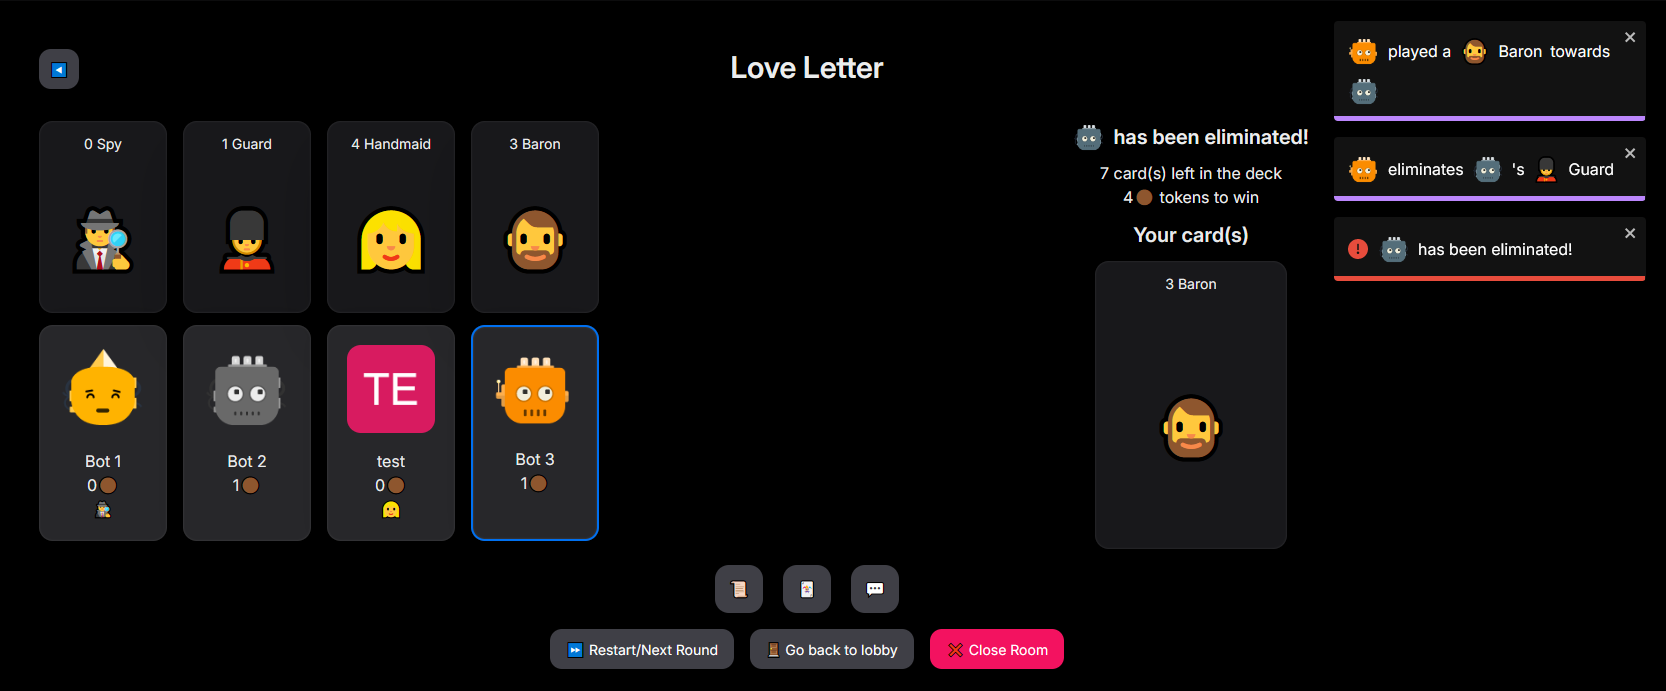 Love Letter
0 Spy
1 Guard
4 Handmaid
3 Baron
Bot 1
0
Bot 2
1
TE
test
0
Bot 3
1
has been eliminated!
7 card(s) left in the deck
4 tokens to win
Your card(s)
3 Baron
played a Baron towards
eliminates 's Guard
has been eliminated!
Restart/Next Round
Go back to lobby
Close Room